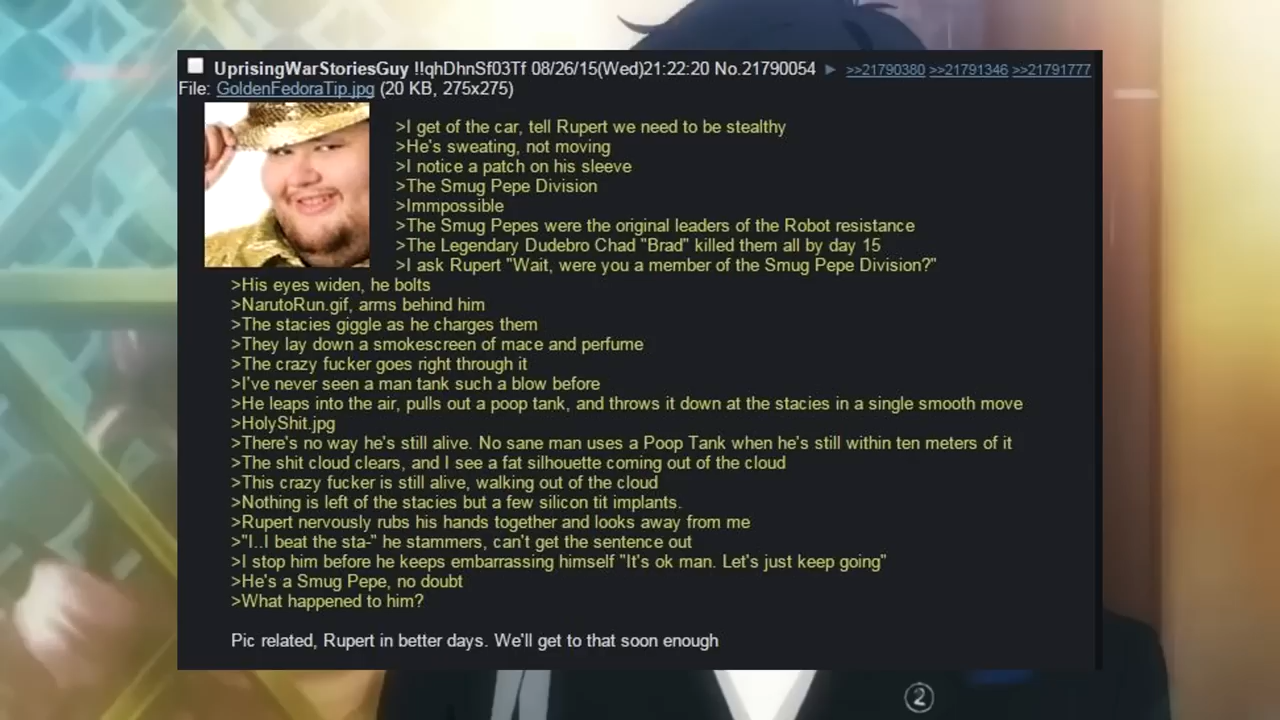 UprisingWarStoriesGuy !!qhDhnSf03Tf 08/26/15(Wed)21:22:20 No.21790054 ▶ >>21790380 >>21791346 >>21791777
File: GoldenFedoraTip.jpg (20 KB, 275x275)
>I get of the car, tell Rupert we need to be stealthy
>He's sweating, not moving
>I notice a patch on his sleeve
>The Smug Pepe Division
>Immpossible
>The Smug Pepes were the original leaders of the Robot resistance
>The Legendary Dudebro Chad "Brad" killed them all by day 15
>I ask Rupert "Wait, were you a member of the Smug Pepe Division?"
>His eyes widen, he bolts
>NarutoRun.gif, arms behind him
>The stacies giggle as he charges them
>They lay down a smokescreen of mace and perfume
>The crazy fucker goes right through it
>I've never seen a man tank such a blow before
>He leaps into the air, pulls out a poop tank, and throws it down at the stacies in a single smooth move
>HolyShit.jpg
>There's no way he's still alive. No sane man uses a Poop Tank when he's still within ten meters of it
>The shit cloud clears, and I see a fat silhouette coming out of the cloud
>This crazy fucker is still alive, walking out of the cloud
>Nothing is left of the stacies but a few silicon tit implants.
>Rupert nervously rubs his hands together and looks away from me
>"I..I beat the sta-" he stammers, can't get the sentence out
>I stop him before he keeps embarrassing himself "It's ok man. Let's just keep going"
>He's a Smug Pepe, no doubt
>What happened to him?
Pic related, Rupert in better days. We'll get to that soon enough
②